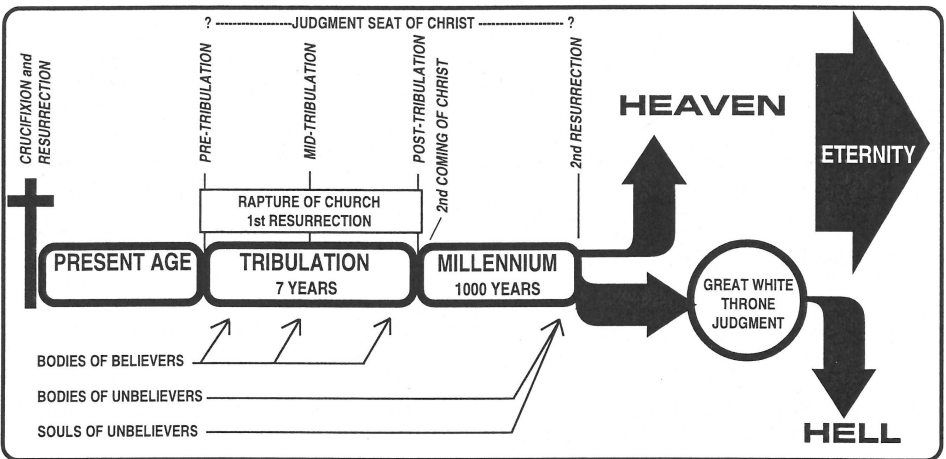 ? ------------------JUDGMENT SEAT OF CHRIST ------------------ ?
CRUCIFIXION and
RESURRECTION
PRE-TRIBULATION
MID-TRIBULATION
POST-TRIBULATION
2nd COMING OF CHRIST
2nd RESURRECTION
HEAVEN
ETERNITY
RAPTURE OF CHURCH
1st RESURRECTION
PRESENT AGE
TRIBULATION
7 YEARS
MILLENNIUM
1000 YEARS
GREAT WHITE
THRONE
JUDGMENT
BODIES OF BELIEVERS
BODIES OF UNBELIEVERS
SOULS OF UNBELIEVERS
HELL